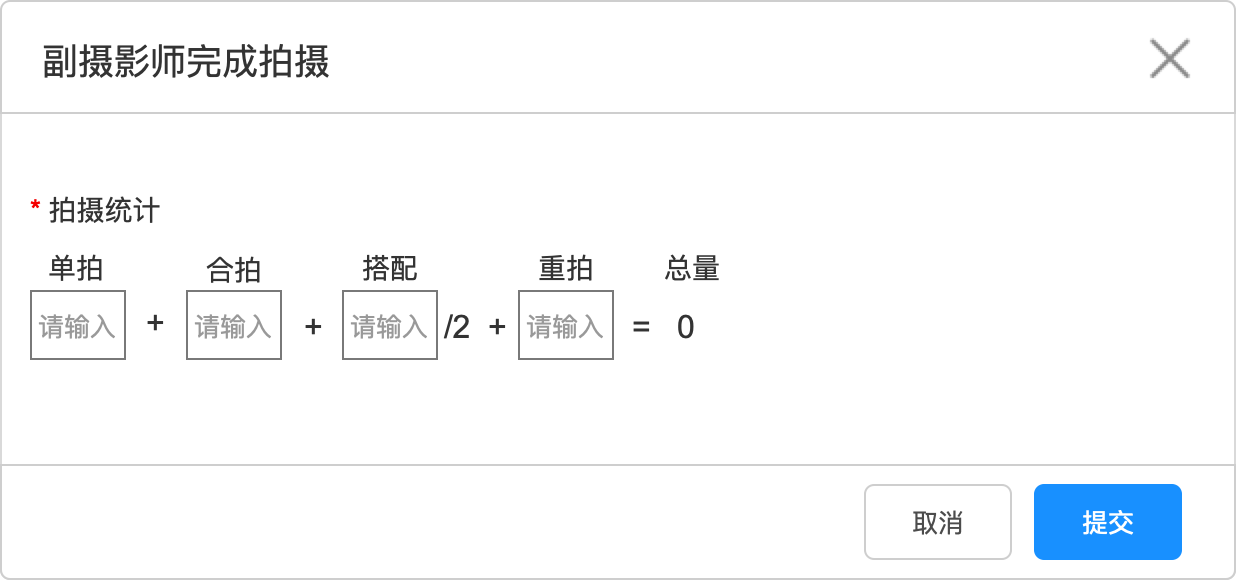 副摄影师完成拍摄
* 拍摄统计
单拍 合拍 搭配 重拍 总量
请输入 + 请输入 + 请输入 /2 + 请输入 = 0
取消 提交